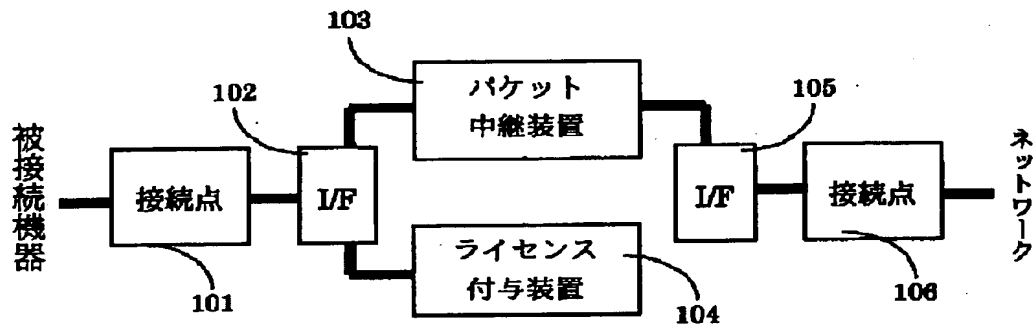 103
パケット
中継装置
102
105
被接続機器
接続点
I/F
I/F
接続点
ネットワーク
ライセンス
付与装置
101
104
106